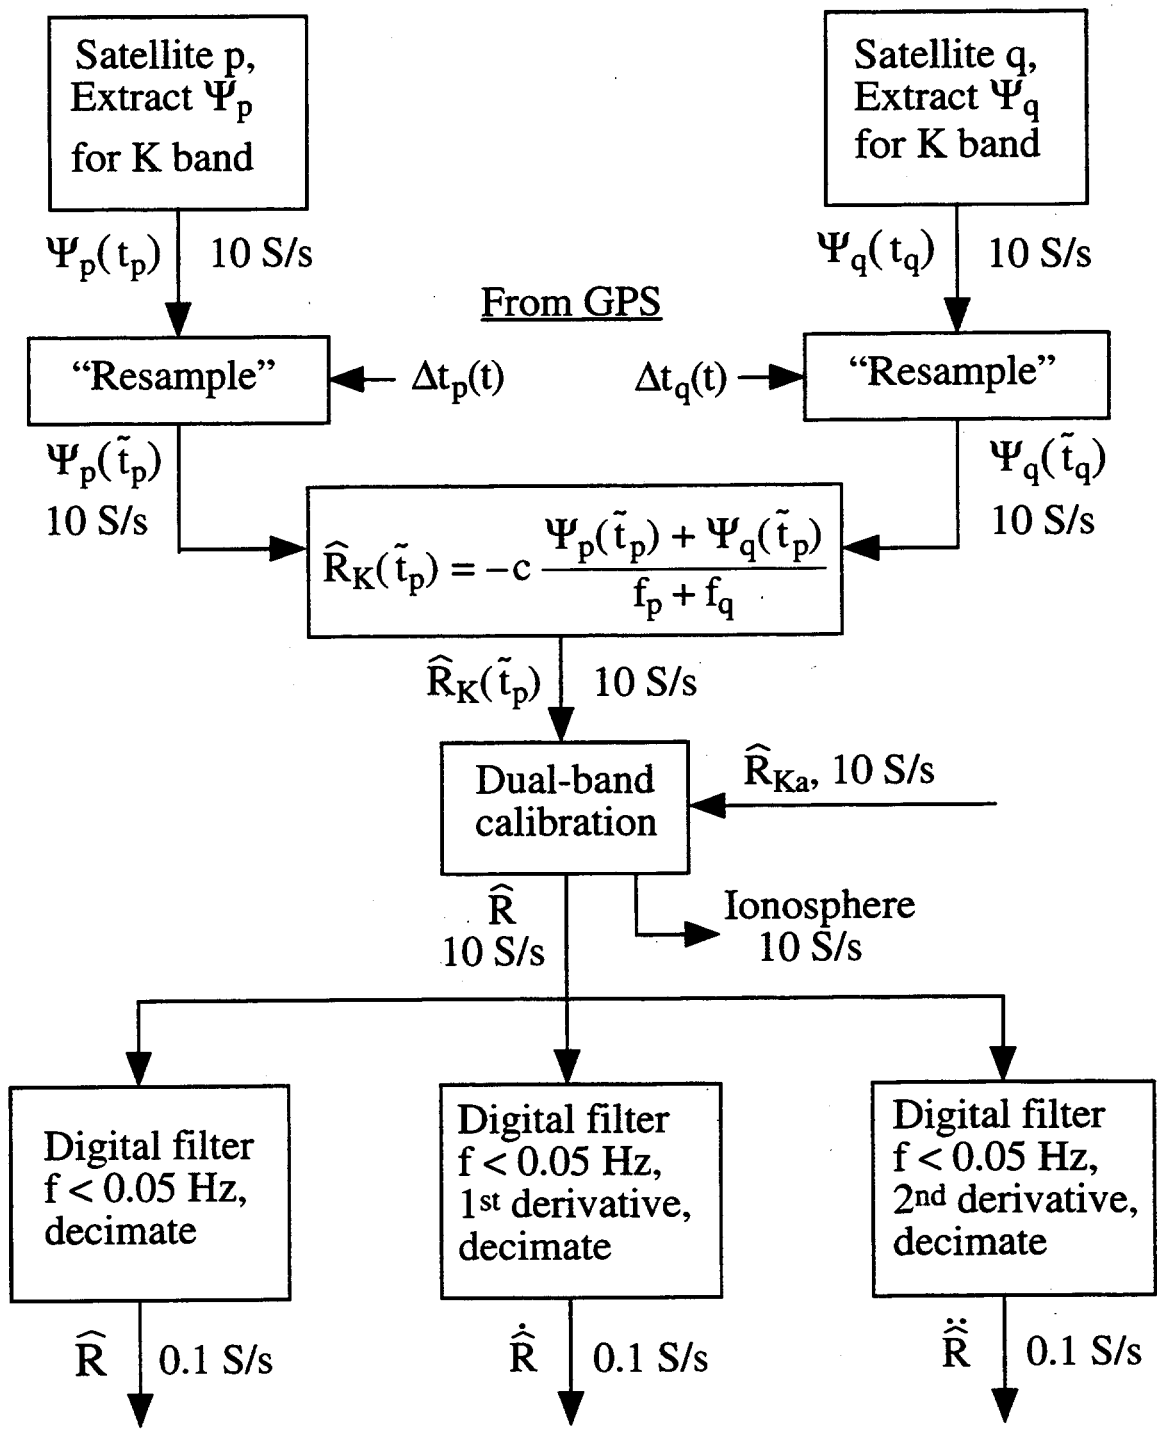 Satellite p,
Extract Ψp
for K band
Satellite q,
Extract Ψq
for K band
Ψp(tp) 10 S/s
Ψq(tq) 10 S/s
From GPS
“Resample”
Δtp(t)
Δtq(t)
“Resample”
Ψp(t̃p)
10 S/s
Ψq(t̃q)
10 S/s
R̂K(t̃p) = −c (Ψp(t̃p) + Ψq(t̃p)) / (fp + fq)
R̂K(t̃p) 10 S/s
Dual-band
calibration
R̂Ka, 10 S/s
R̂
10 S/s
Ionosphere
10 S/s
Digital filter
f < 0.05 Hz,
decimate
Digital filter
f < 0.05 Hz,
1st derivative,
decimate
Digital filter
f < 0.05 Hz,
2nd derivative,
decimate
R̂ 0.1 S/s
R̂̇ 0.1 S/s
R̂̈ 0.1 S/s